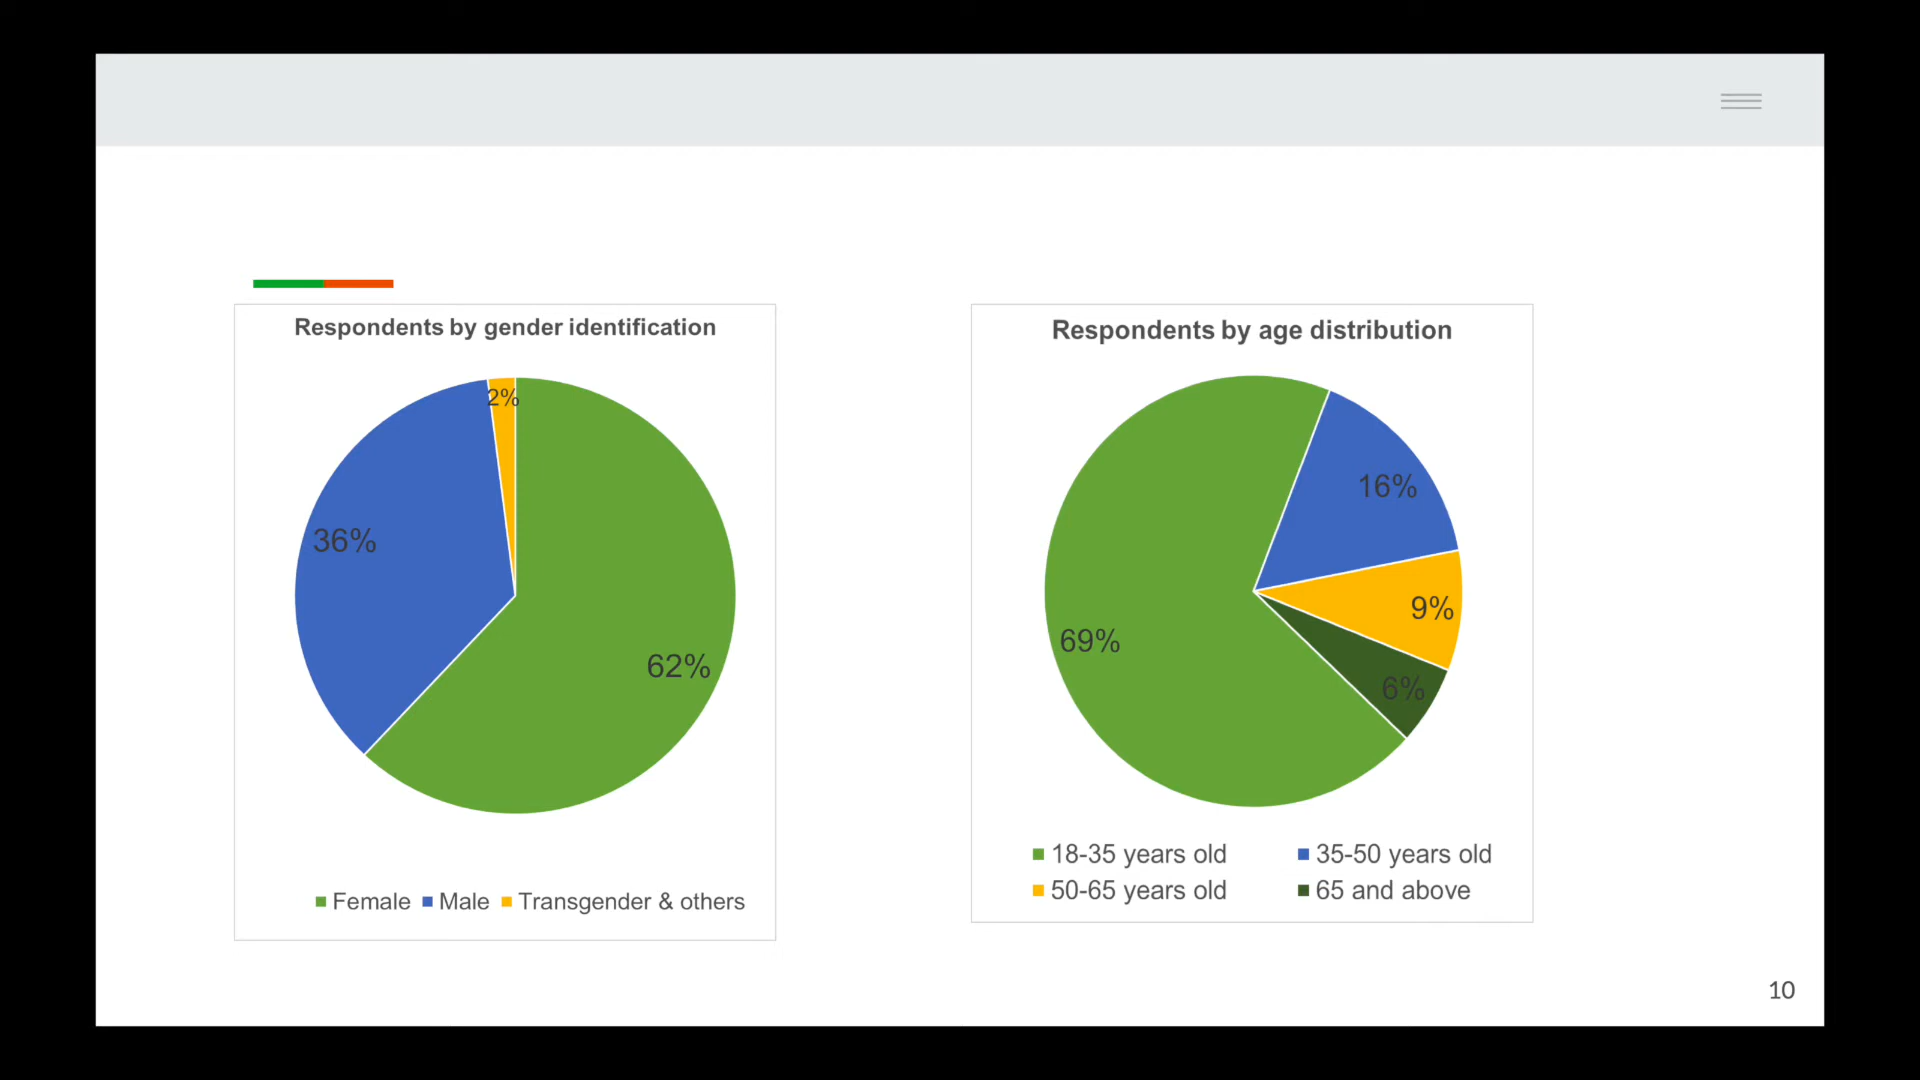 Respondents by gender identification
2%
36%
62%
Female Male Transgender & others
Respondents by age distribution
16%
9%
69%
6%
18-35 years old 35-50 years old
50-65 years old 65 and above
10